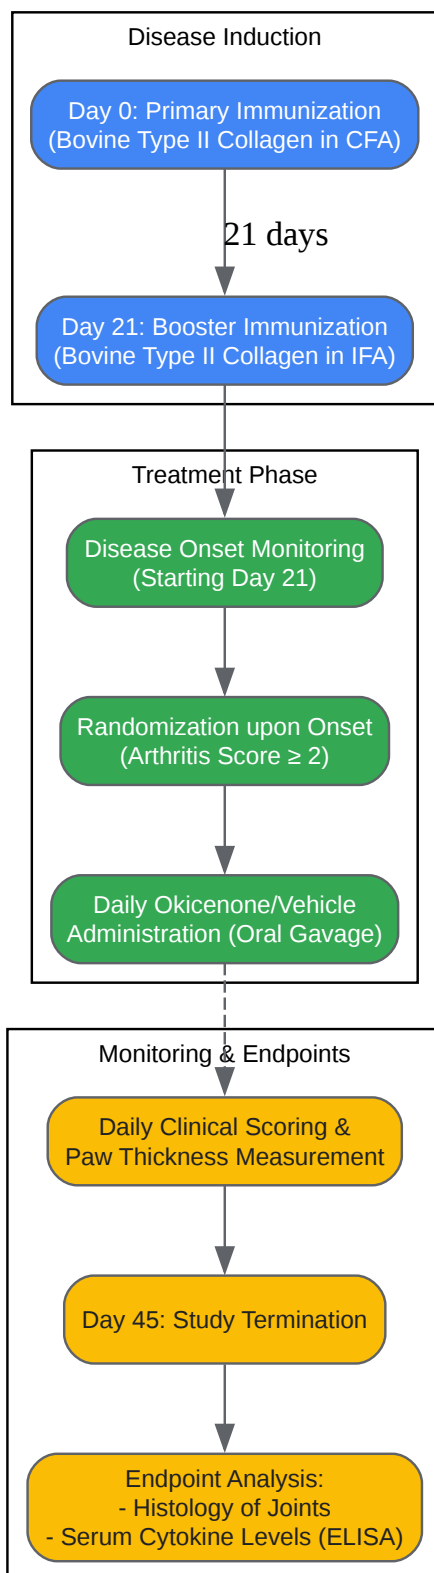 Disease Induction
Day 0: Primary Immunization
(Bovine Type II Collagen in CFA)
21 days
Day 21: Booster Immunization
(Bovine Type II Collagen in IFA)
Treatment Phase
Disease Onset Monitoring
(Starting Day 21)
Randomization upon Onset
(Arthritis Score ≥ 2)
Daily Okicenone/Vehicle
Administration (Oral Gavage)
Monitoring & Endpoints
Daily Clinical Scoring &
Paw Thickness Measurement
Day 45: Study Termination
Endpoint Analysis:
- Histology of Joints
- Serum Cytokine Levels (ELISA)